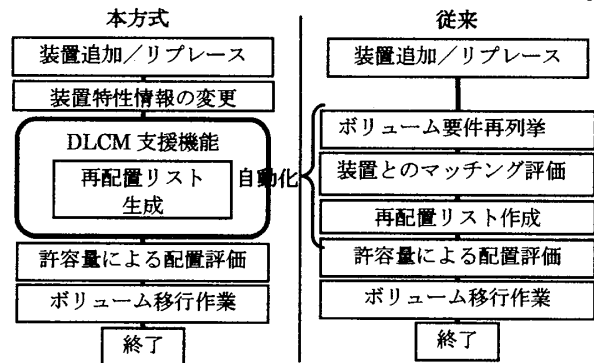 本方式
装置追加／リプレース
装置特性情報の変更
DLCM 支援機能
再配置リスト
生成
許容量による配置評価
ボリューム移行作業
終了
自動化
従来
装置追加／リプレース
ボリューム要件再列挙
装置とのマッチング評価
再配置リスト作成
許容量による配置評価
ボリューム移行作業
終了